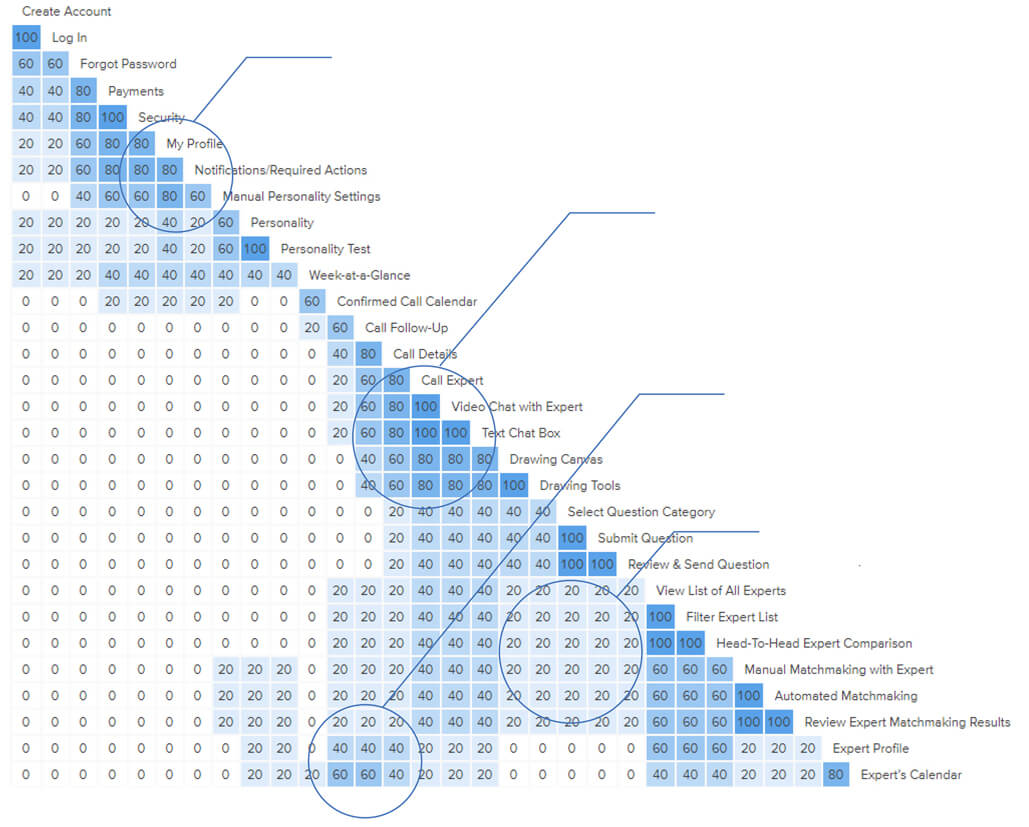 Create Account
100 Log In
60 60 Forgot Password
40 40 80 Payments
40 40 80 100 Security
20 20 60 80 80 My Profile
20 20 60 80 80 80 Notifications/Required Actions
0 0 40 60 60 80 60 Manual Personality Settings
20 20 20 20 20 40 20 60 Personality
20 20 20 20 20 40 20 60 100 Personality Test
20 20 20 40 40 40 40 40 40 40 Week-at-a-Glance
0 0 0 20 20 20 20 20 0 0 60 Confirmed Call Calendar
0 0 0 0 0 0 0 0 0 0 20 60 Call Follow-Up
0 0 0 0 0 0 0 0 0 0 0 40 80 Call Details
0 0 0 0 0 0 0 0 0 0 0 20 60 80 Call Expert
0 0 0 0 0 0 0 0 0 0 0 20 60 80 100 Video Chat with Expert
0 0 0 0 0 0 0 0 0 0 0 20 60 80 100 100 Text Chat Box
0 0 0 0 0 0 0 0 0 0 0 0 40 60 80 80 80 Drawing Canvas
0 0 0 0 0 0 0 0 0 0 0 0 40 60 80 80 80 100 Drawing Tools
0 0 0 0 0 0 0 0 0 0 0 0 0 20 40 40 40 40 40 Select Question Category
0 0 0 0 0 0 0 0 0 0 0 0 0 20 40 40 40 40 40 100 Submit Question
0 0 0 0 0 0 0 0 0 0 0 0 0 20 40 40 40 40 40 100 100 Review & Send Question
0 0 0 0 0 0 0 0 0 0 0 20 20 20 40 40 40 20 20 20 20 20 View List of All Experts
0 0 0 0 0 0 0 0 0 0 0 20 20 20 40 40 40 20 20 20 20 20 100 Filter Expert List
0 0 0 0 0 0 0 0 0 0 0 20 20 20 40 40 40 20 20 20 20 20 100 100 Head-To-Head Expert Comparison
0 0 0 0 0 0 0 20 20 20 0 20 20 20 40 40 40 20 20 20 20 20 60 60 60 Manual Matchmaking with Expert
0 0 0 0 0 0 0 20 20 20 0 20 20 20 40 40 40 20 20 20 20 20 60 60 60 100 Automated Matchmaking
0 0 0 0 0 0 0 20 20 20 0 20 20 20 40 40 40 20 20 20 20 20 60 60 60 100 100 Review Expert Matchmaking Results
0 0 0 0 0 0 0 0 20 20 0 40 40 40 20 20 20 0 0 0 0 0 60 60 60 20 20 20 Expert Profile
0 0 0 0 0 0 0 0 20 20 20 60 60 40 20 20 20 0 0 0 0 0 40 40 40 20 20 20 80 Expert's Calendar